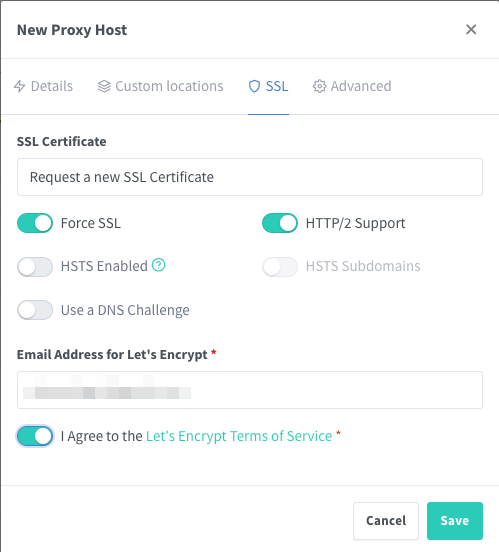 New Proxy Host
Details Custom locations SSL Advanced
SSL Certificate
Request a new SSL Certificate
Force SSL HTTP/2 Support
HSTS Enabled ? HSTS Subdomains
Use a DNS Challenge
Email Address for Let's Encrypt *
I Agree to the Let's Encrypt Terms of Service *
Cancel Save